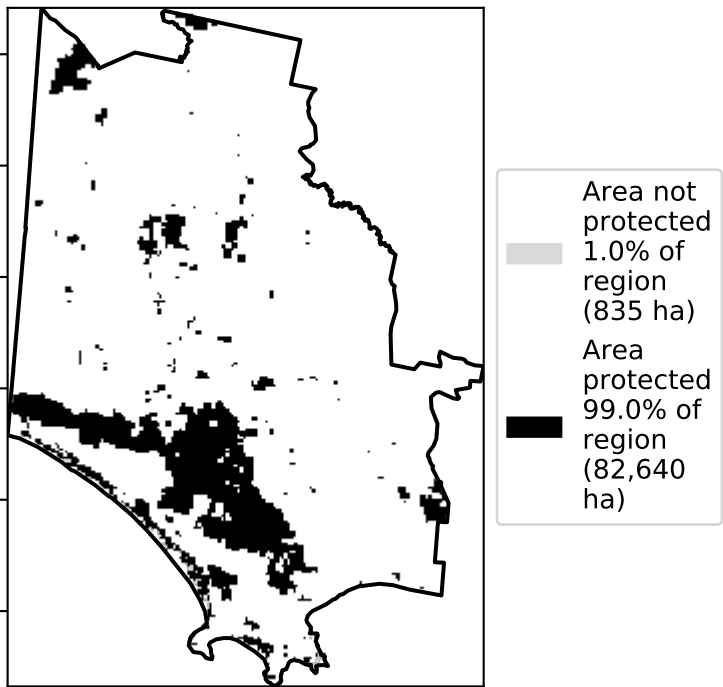 Area not
protected
1.0% of
region
(835 ha)
Area
protected
99.0% of
region
(82,640
ha)